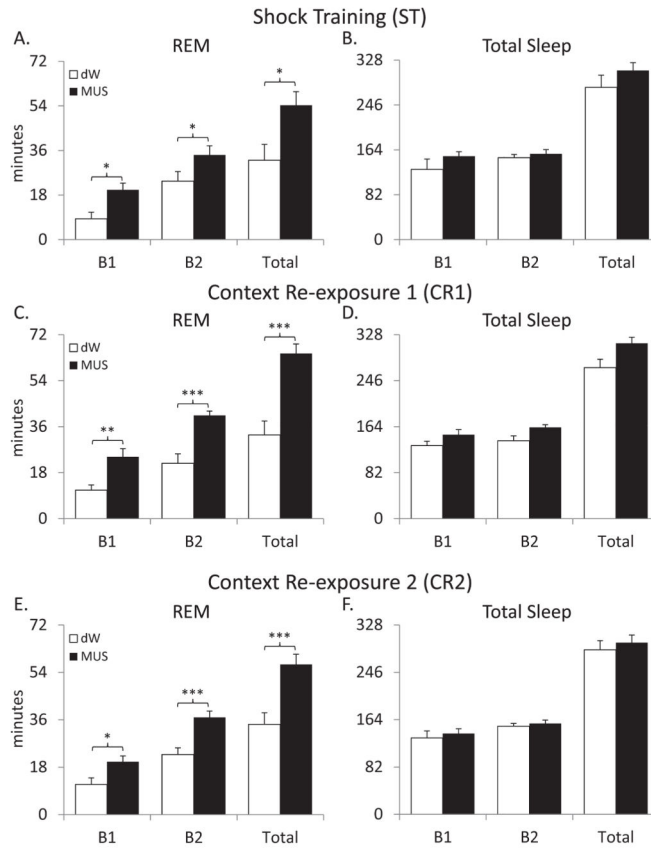 Shock Training (ST)
A.
REM
B.
Total Sleep
dW
MUS
minutes
72
54
36
18
0
*
*
*
B1
B2
Total
328
246
164
82
0
B1
B2
Total
Context Re-exposure 1 (CR1)
C.
REM
D.
Total Sleep
dW
MUS
minutes
72
54
36
18
0
**
***
***
B1
B2
Total
328
246
164
82
0
B1
B2
Total
Context Re-exposure 2 (CR2)
E.
REM
F.
Total Sleep
dW
MUS
minutes
72
54
36
18
0
*
***
***
B1
B2
Total
328
246
164
82
0
B1
B2
Total